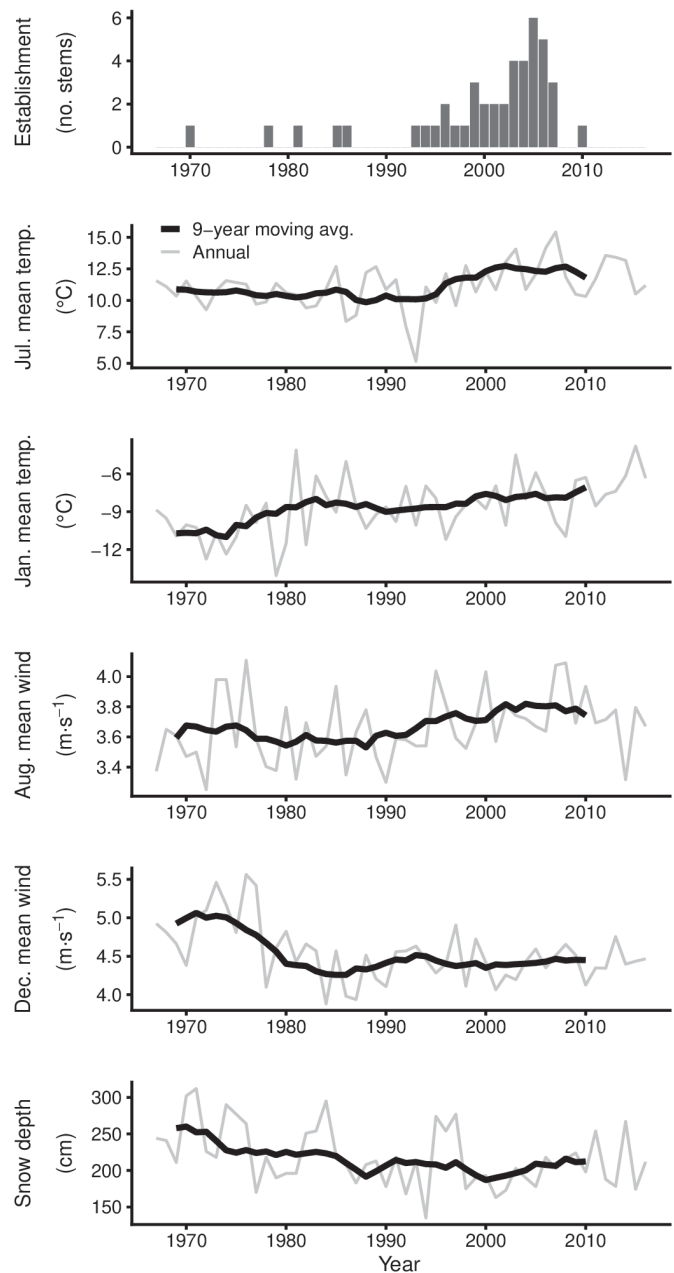 Establishment
(no. stems)
6
4
2
0
1970 1980 1990 2000 2010
Jul. mean temp.
(°C)
15.0
12.5
10.0
7.5
5.0
9−year moving avg.
Annual
1970 1980 1990 2000 2010
Jan. mean temp.
(°C)
−6
−9
−12
1970 1980 1990 2000 2010
Aug. mean wind
(m·s−1)
4.0
3.8
3.6
3.4
1970 1980 1990 2000 2010
Dec. mean wind
(m·s−1)
5.5
5.0
4.5
4.0
1970 1980 1990 2000 2010
Snow depth
(cm)
300
250
200
150
1970 1980 1990 2000 2010
Year